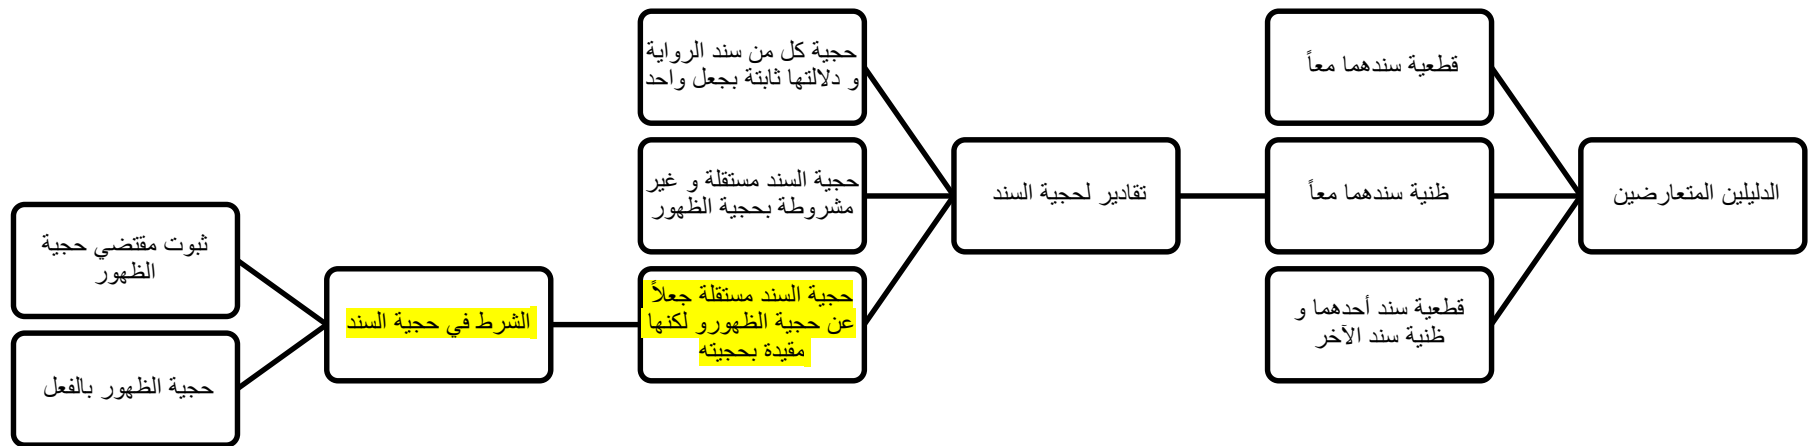 الدليلين المتعارضين
قطعية سندهما معاً
ظنية سندهما معاً
قطعية سند أحدهما و
ظنية سند الآخر
تقادير لحجية السند
حجية كل من سند الرواية
و دلالتها ثابتة بجعل واحد
حجية السند مستقلة و غير
مشروطة بحجية الظهور
حجية السند مستقلة جعلاً
عن حجية الظهورو لكنها
مقيدة بحجيته
الشرط في حجية السند
ثبوت مقتضي حجية
الظهور
حجية الظهور بالفعل